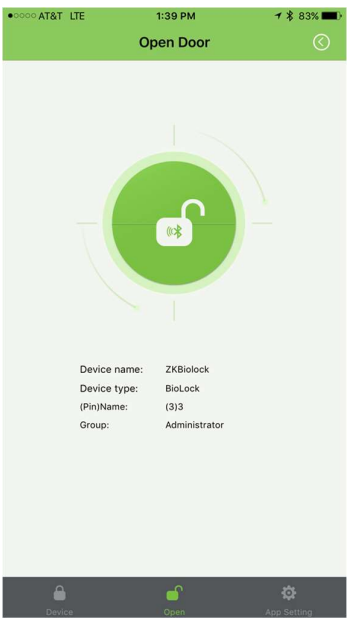 AT&T LTE 1:39 PM 83%
Open Door
Device name: ZKBiolock
Device type: BioLock
(Pin)Name: (3)3
Group: Administrator
Device Open App Setting